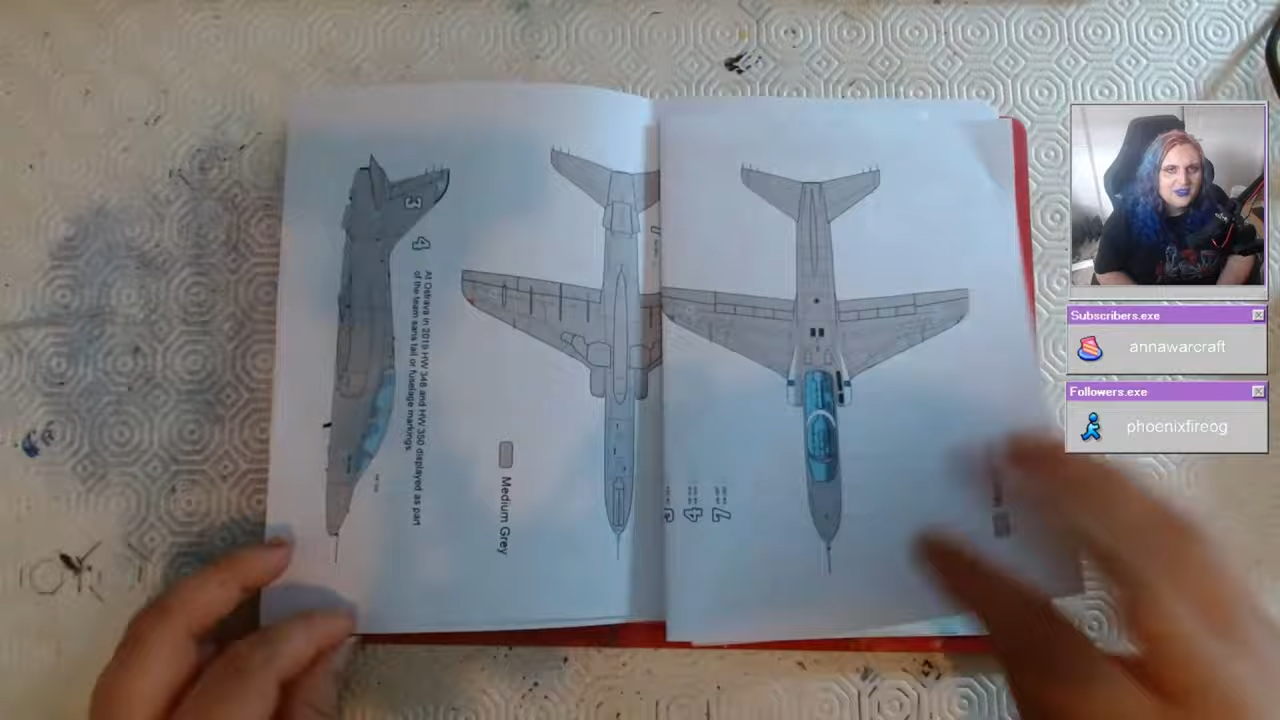 3
4
At Ostrava in 2019 HW 348 and HW 350 displayed as part
of the team sans tail or fuselage markings.
Medium Grey
4
7
Subscribers.exe
annawarcraft
Followers.exe
phoenixfireog